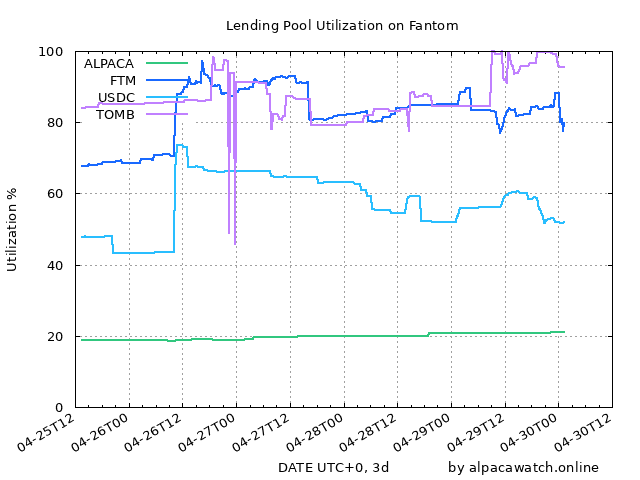 Lending Pool Utilization on Fantom
100
80
60
40
20
0
Utilization %
ALPACA
FTM
USDC
TOMB
04-25T12
04-26T00
04-26T12
04-27T00
04-27T12
04-28T00
04-28T12
04-29T00
04-29T12
04-30T00
04-30T12
DATE UTC+0, 3d
by alpacawatch.online